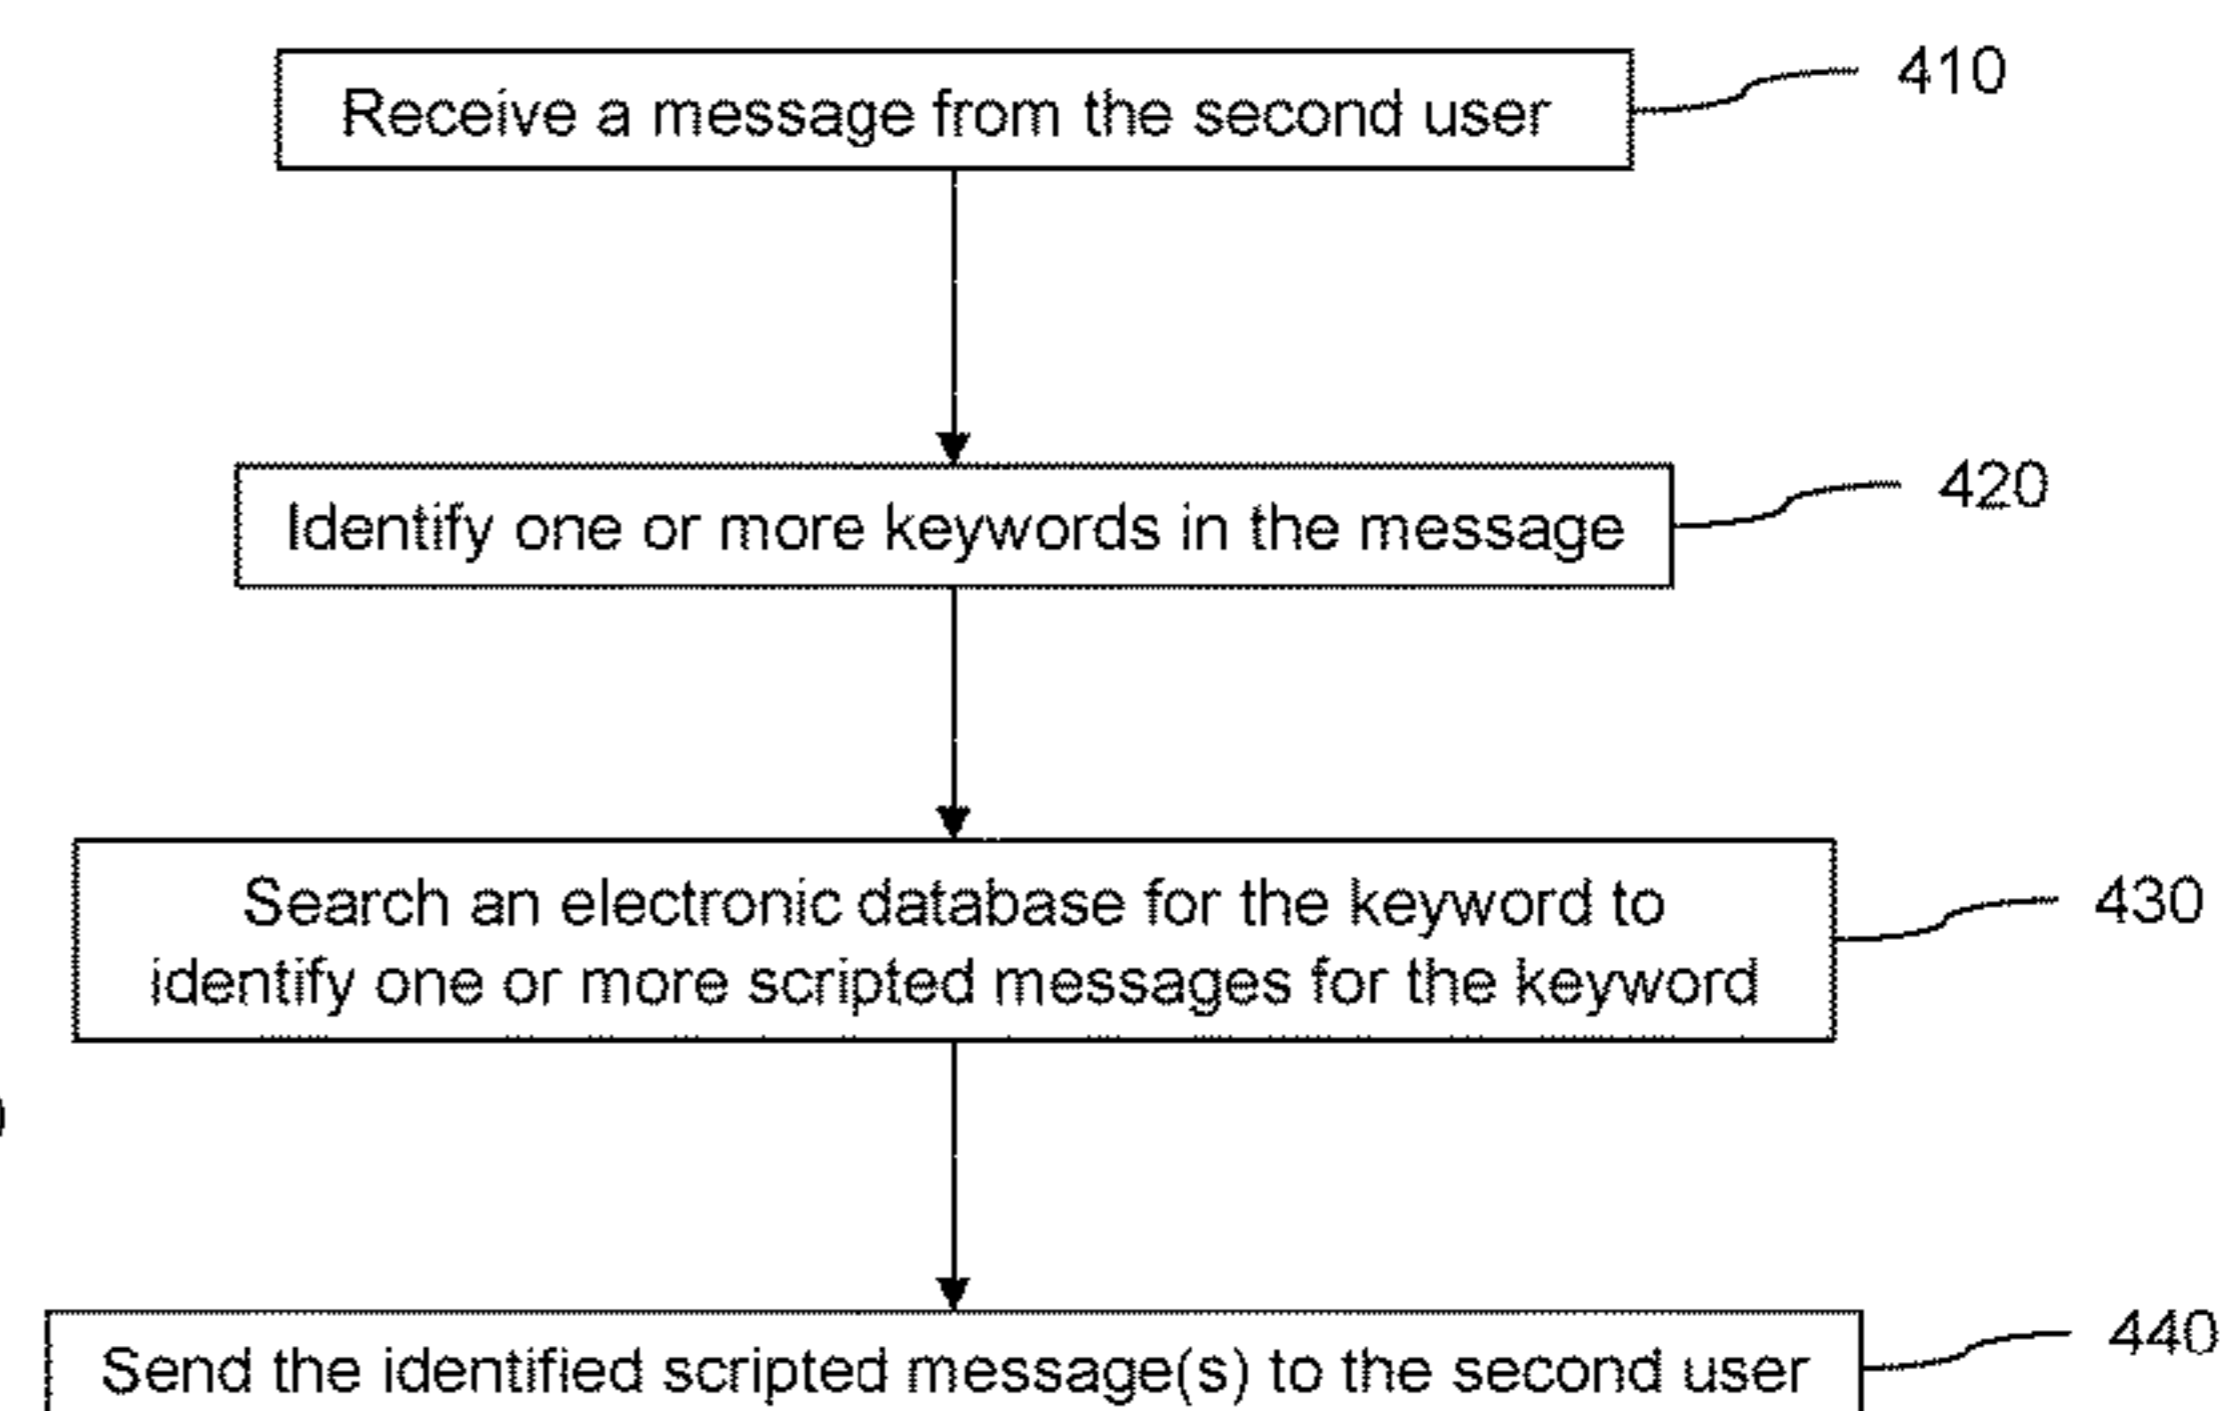 Receive a message from the second user
410
Identify one or more keywords in the message
420
Search an electronic database for the keyword to
identify one or more scripted messages for the keyword
430
Send the identified scripted message(s) to the second user
440